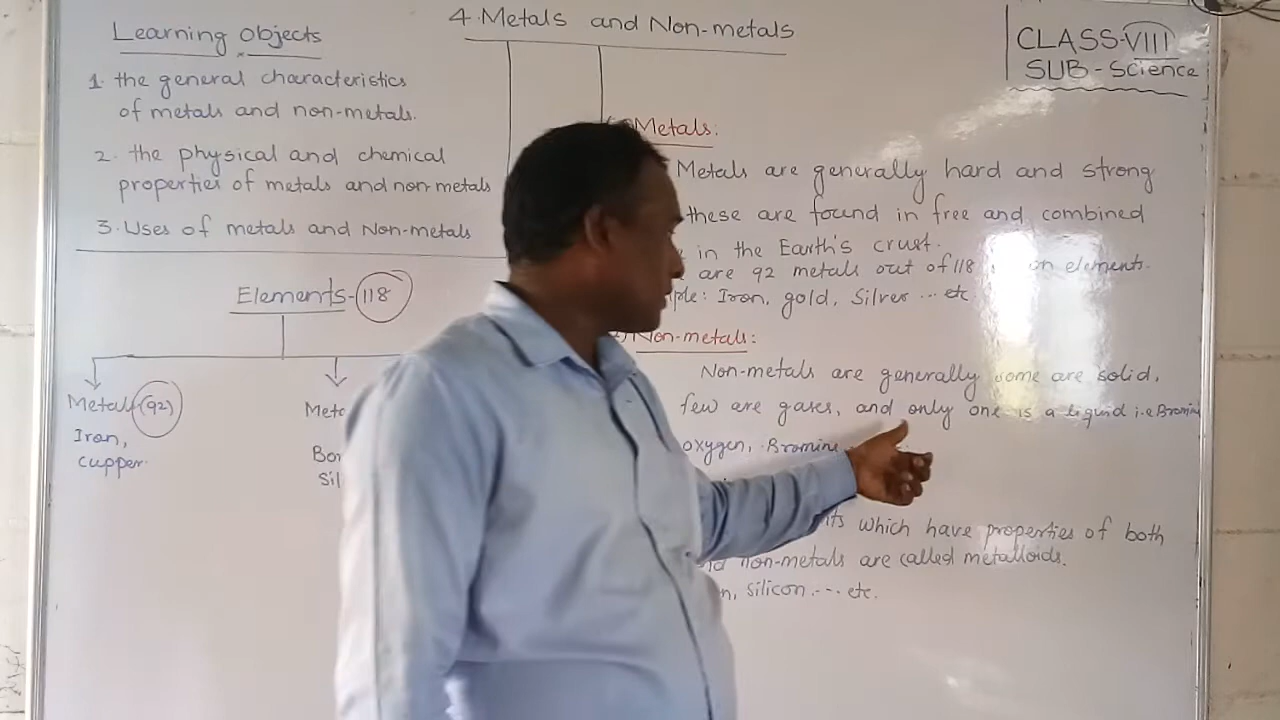 Learning objects
1. the general characteristics
of metals and non-metals.
2. the physical and chemical
properties of metals and non-metals
3. Uses of metals and Non-metals
Elements-118
Metals(92)
Iron,
cupper.
4. Metals and Non-metals
CLASS-VIII
SUB-Science
Metals:
Metals are generally hard and strong
these are found in free and combined
in the Earth's crust.
are 92 metals out of 118 elements.
Iron, gold, Silver ... etc
Non-metals:
Non-metals are generally some are solid,
few are gases, and only one is a liquid i.e Bromine
oxygen, Bromine
which have properties of both
non-metals are called metalloids.
silicon.... etc.